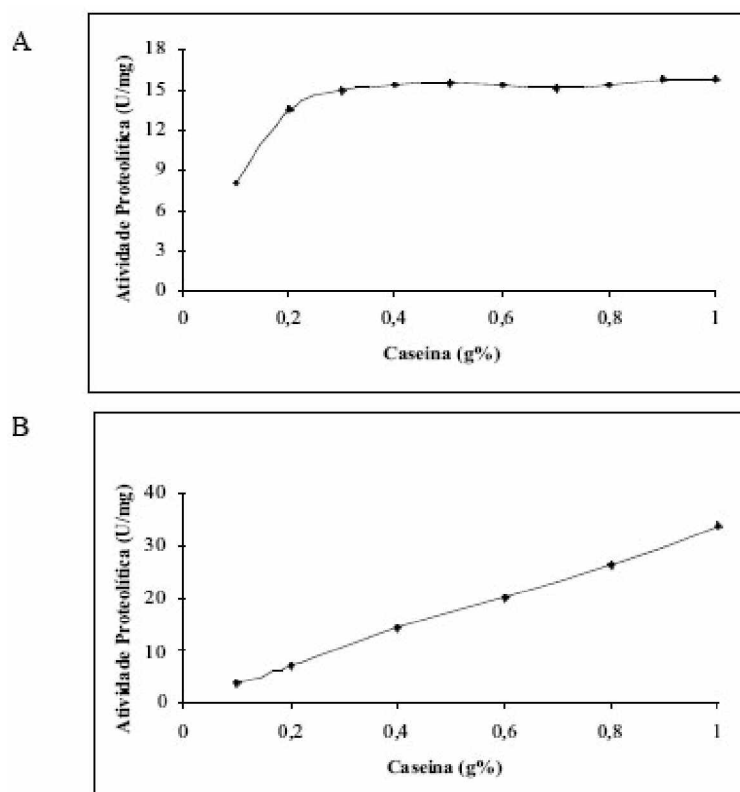 A
Atividade Proteolítica (U/mg)
18
15
12
9
6
3
0
0 0,2 0,4 0,6 0,8 1
Caseina (g%)
B
Atividade Proteolítica (U/mg)
40
30
20
10
0
0 0,2 0,4 0,6 0,8 1
Caseina (g%)